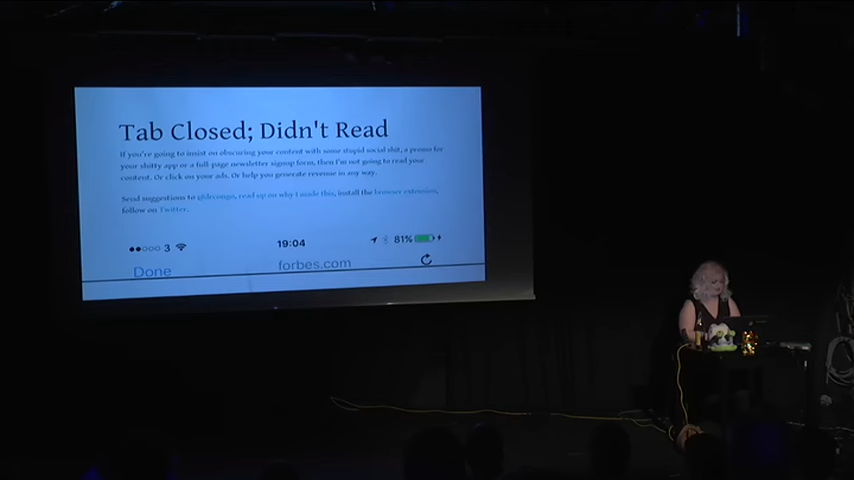 Tab Closed; Didn't Read
If you're going to insist on obscuring your content with some stupid social shit, a promo for
your shitty app or a full-page newsletter signup form, then I'm not going to read your
content. Or click on your ads. Or help you generate revenue in any way.
Send suggestions to @tldrcongo, read up on why I made this, install the browser extension,
follow on Twitter.
3 19:04 81%
Done forbes.com